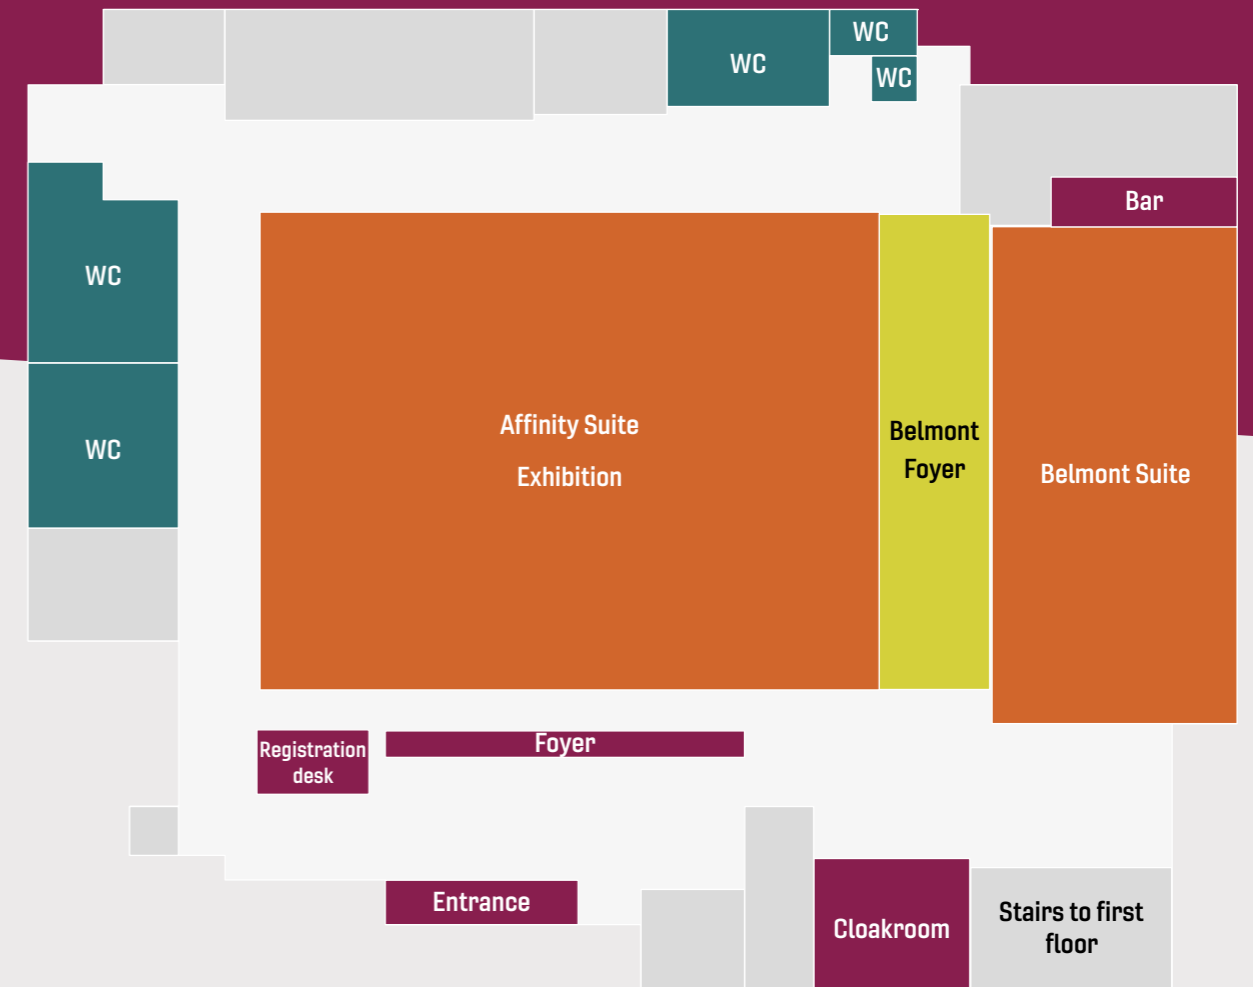 WC
WC
WC
Bar
WC
Affinity Suite
Exhibition
Belmont
Foyer
Belmont Suite
WC
Registration
desk
Foyer
Entrance
Cloakroom
Stairs to first
floor